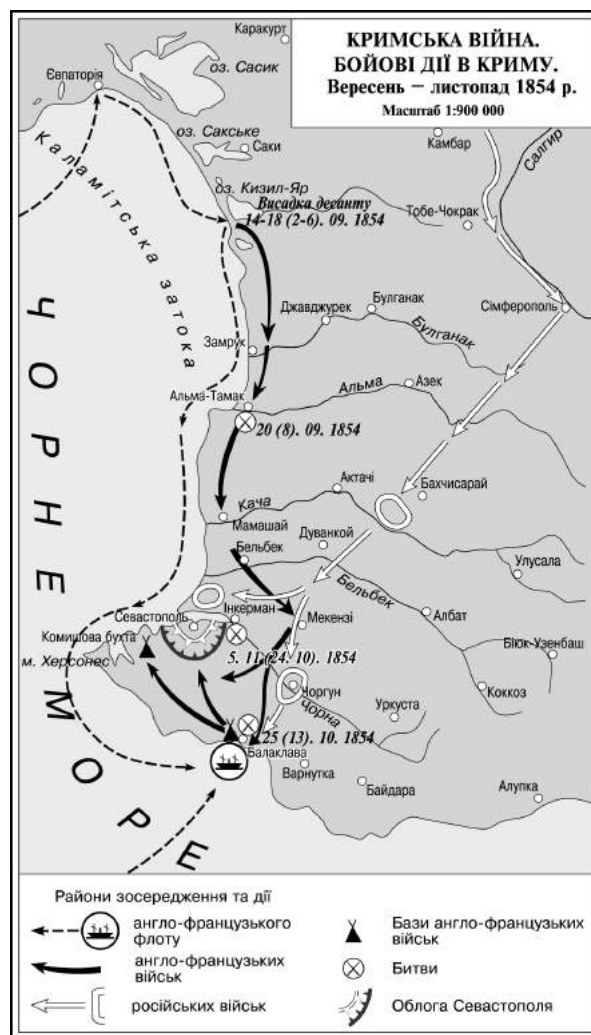 КРИМСЬКА ВІЙНА.
БОЙОВІ ДІЇ В КРИМУ.
Вересень — листопад 1854 р.
Масштаб 1:900 000
Каракурт
оз. Сасик
Євпаторія
оз. Сакське
Саки
Камбар
Салгир
Каламітська затока
оз. Кизил-Яр
Висадка десанту
14-18 (2-6). 09. 1854
Тобе-Чокрак
Сімферополь
Джавджурек
Булганак
Булганак
Замрук
Альма
Азек
Альма-Тамак
20 (8). 09. 1854
Актачі
Бахчисарай
Кача
Мамашай
Дуванкой
Улусала
Бельбек
Бельбек
Севастополь
Інкерман
Мекензі
Албат
Біюк-Узенбаш
Комишова бухта
м. Херсонес
5. 11 (24. 10). 1854
Чоргун
Коккоз
Чорна
Уркуста
25 (13). 10. 1854
Балаклава
Варнутка
Байдара
Алупка
ЧОРНЕ МОРЕ
Райони зосередження та дії
англо-французького
флоту
англо-французьких
військ
російських військ
Бази англо-французьких
військ
Битви
Облога Севастополя